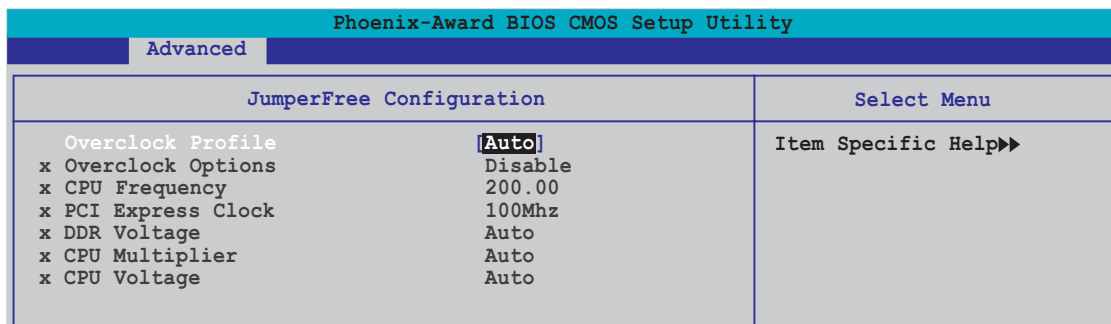 Phoenix-Award BIOS CMOS Setup Utility
Advanced
JumperFree Configuration
Select Menu
Overclock Profile [Auto]
x Overclock Options Disable
x CPU Frequency 200.00
x PCI Express Clock 100Mhz
x DDR Voltage Auto
x CPU Multiplier Auto
x CPU Voltage Auto
Item Specific Help▶▶